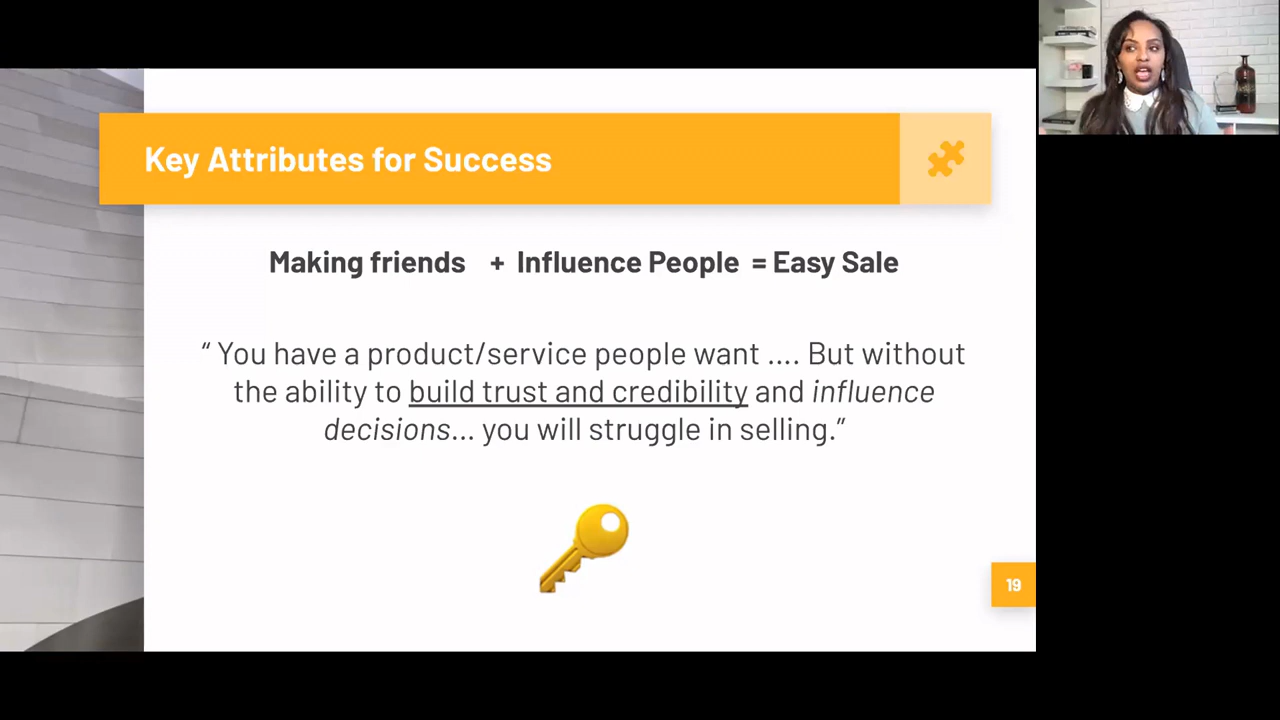 Key Attributes for Success
Making friends + Influence People = Easy Sale
“ You have a product/service people want .... But without
the ability to build trust and credibility and influence
decisions... you will struggle in selling.”
19